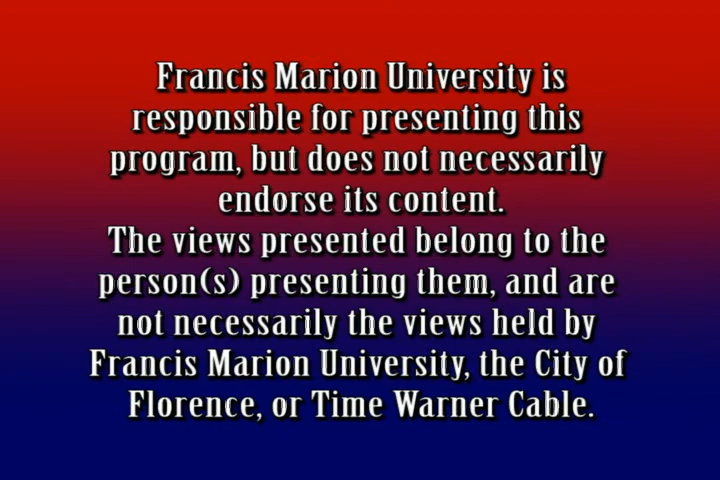 Francis Marion University is
responsible for presenting this
program, but does not necessarily
endorse its content.
The views presented belong to the
person(s) presenting them, and are
not necessarily the views held by
Francis Marion University, the City of
Florence, or Time Warner Cable.